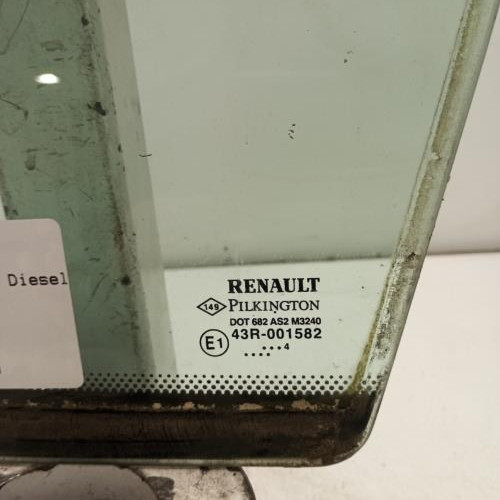 Diesel
RENAULT
149 PILKINGTON
DOT 682 AS2 M3240
E1 43R-001582
....  ...4